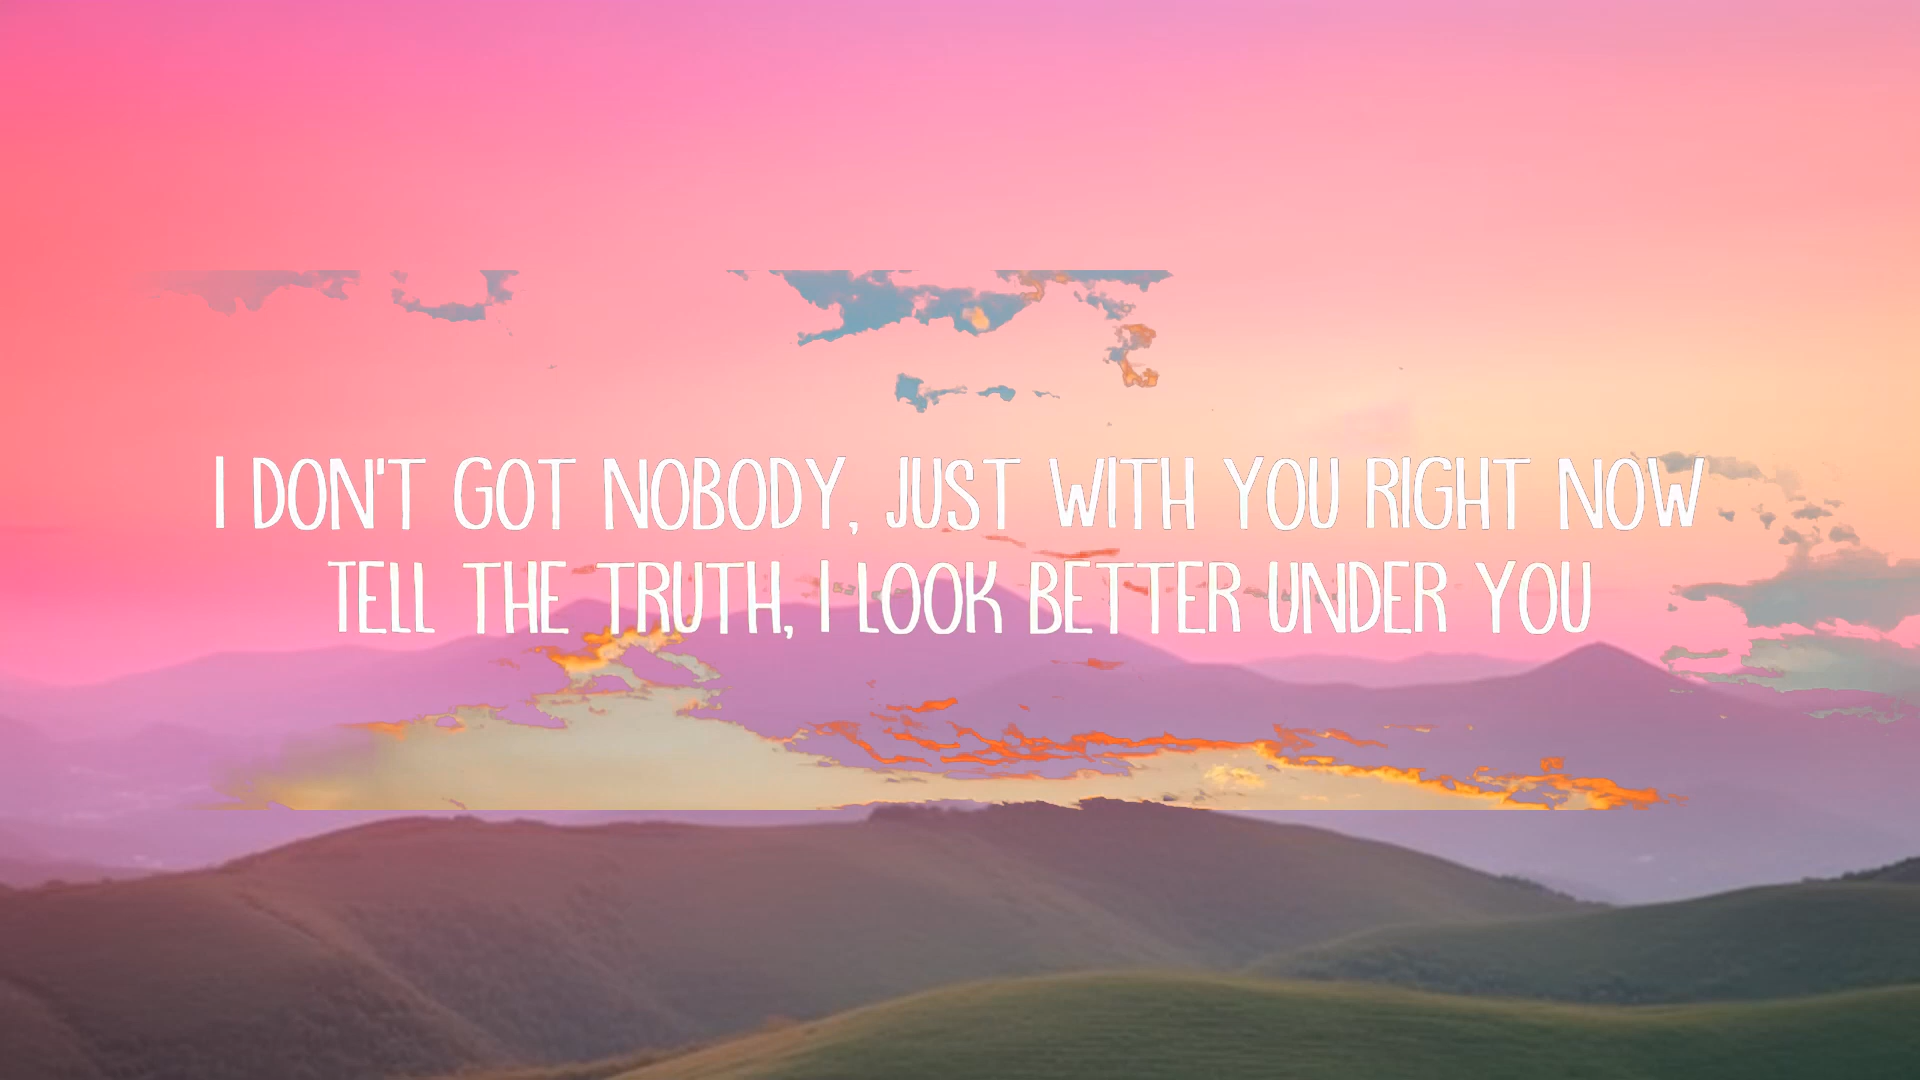 I DON'T GOT NOBODY, JUST WITH YOU RIGHT NOW
TELL THE TRUTH, I LOOK BETTER UNDER YOU